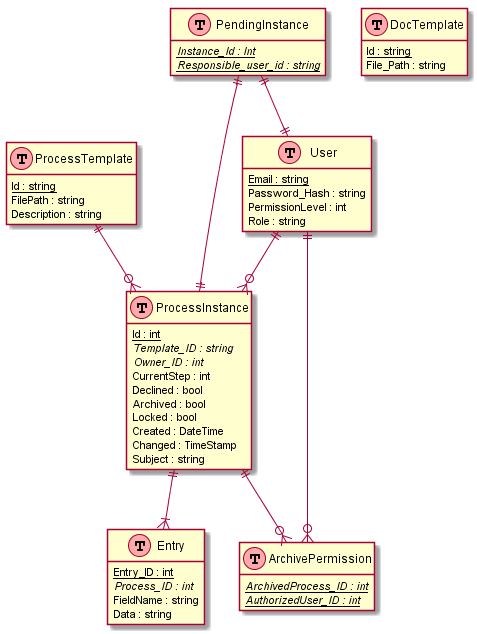 T PendingInstance
Instance_Id : Int
Responsible_user_id : string
T DocTemplate
Id : string
File_Path : string
T ProcessTemplate
Id : string
FilePath : string
Description : string
T User
Email : string
Password_Hash : string
PermissionLevel : int
Role : string
T ProcessInstance
Id : int
Template_ID : string
Owner_ID : int
CurrentStep : int
Declined : bool
Archived : bool
Locked : bool
Created : DateTime
Changed : TimeStamp
Subject : string
T Entry
Entry_ID : int
Process_ID : int
FieldName : string
Data : string
T ArchivePermission
ArchivedProcess_ID : int
AuthorizedUser_ID : int